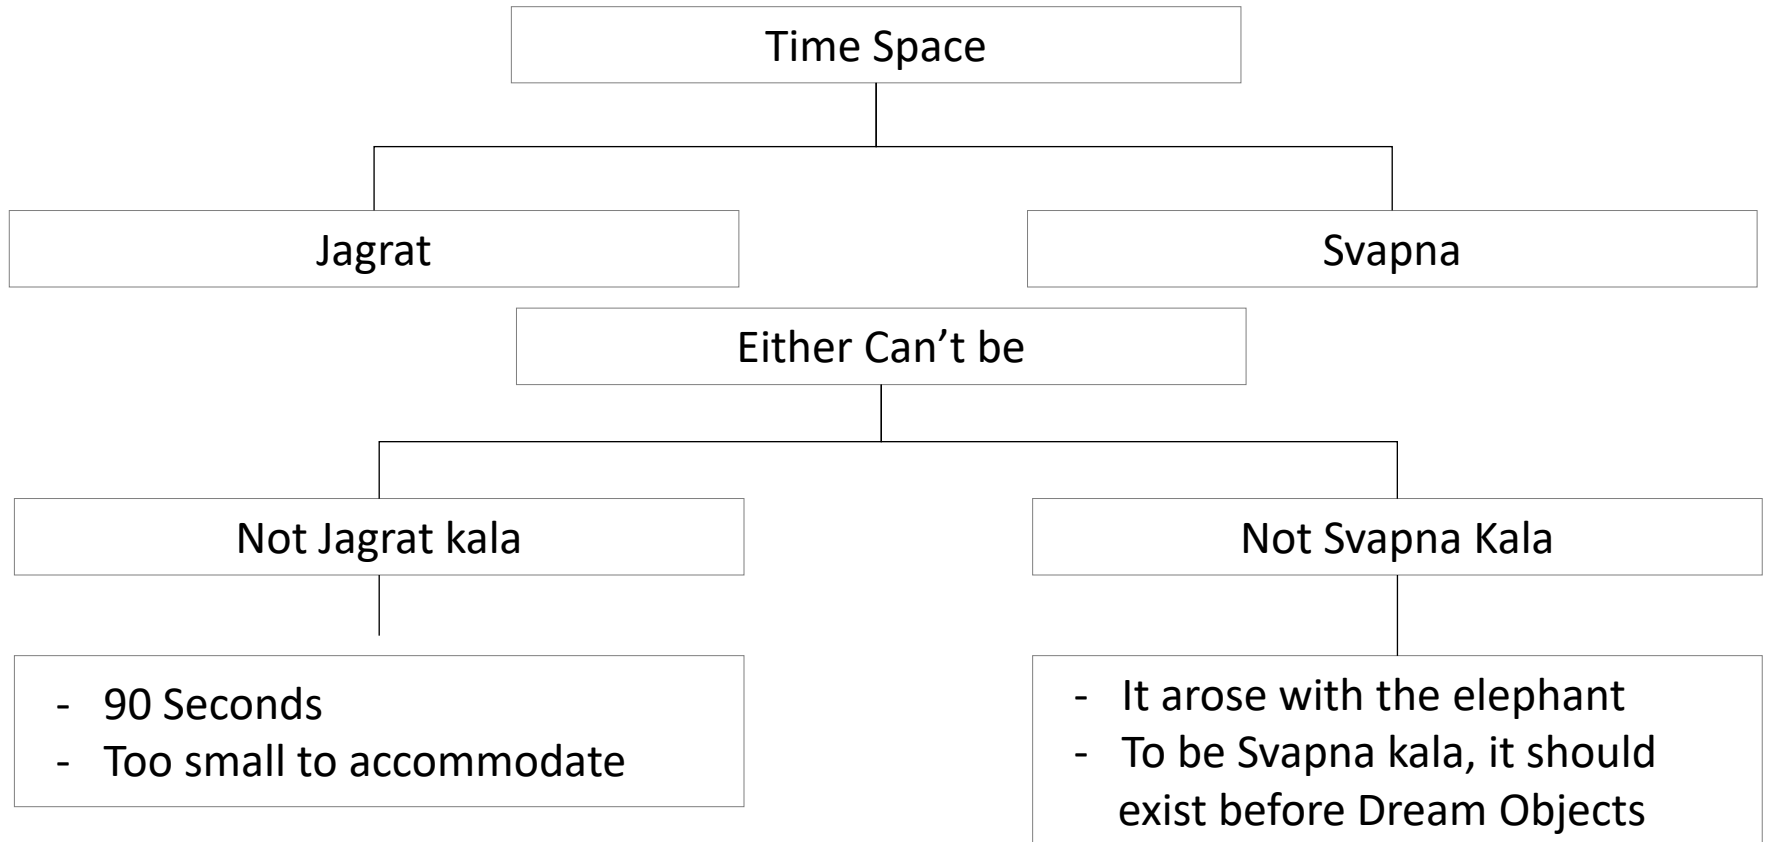 Time Space
Jagrat
Svapna
Either Can’t be
Not Jagrat kala
Not Svapna Kala
- 90 Seconds
- Too small to accommodate
- It arose with the elephant
- To be Svapna kala, it should
exist before Dream Objects